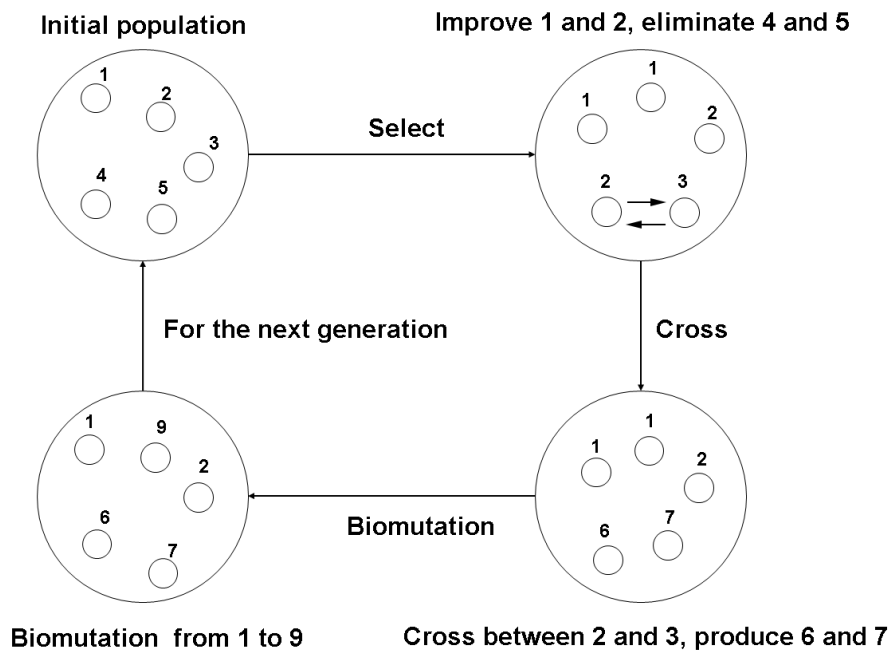 Initial population
Improve 1 and 2, eliminate 4 and 5
1
2
3
4
5
Select
1
1
2
2
3
For the next generation
Cross
1
9
2
6
7
Biomutation
1
1
2
6
7
Biomutation from 1 to 9
Cross between 2 and 3, produce 6 and 7